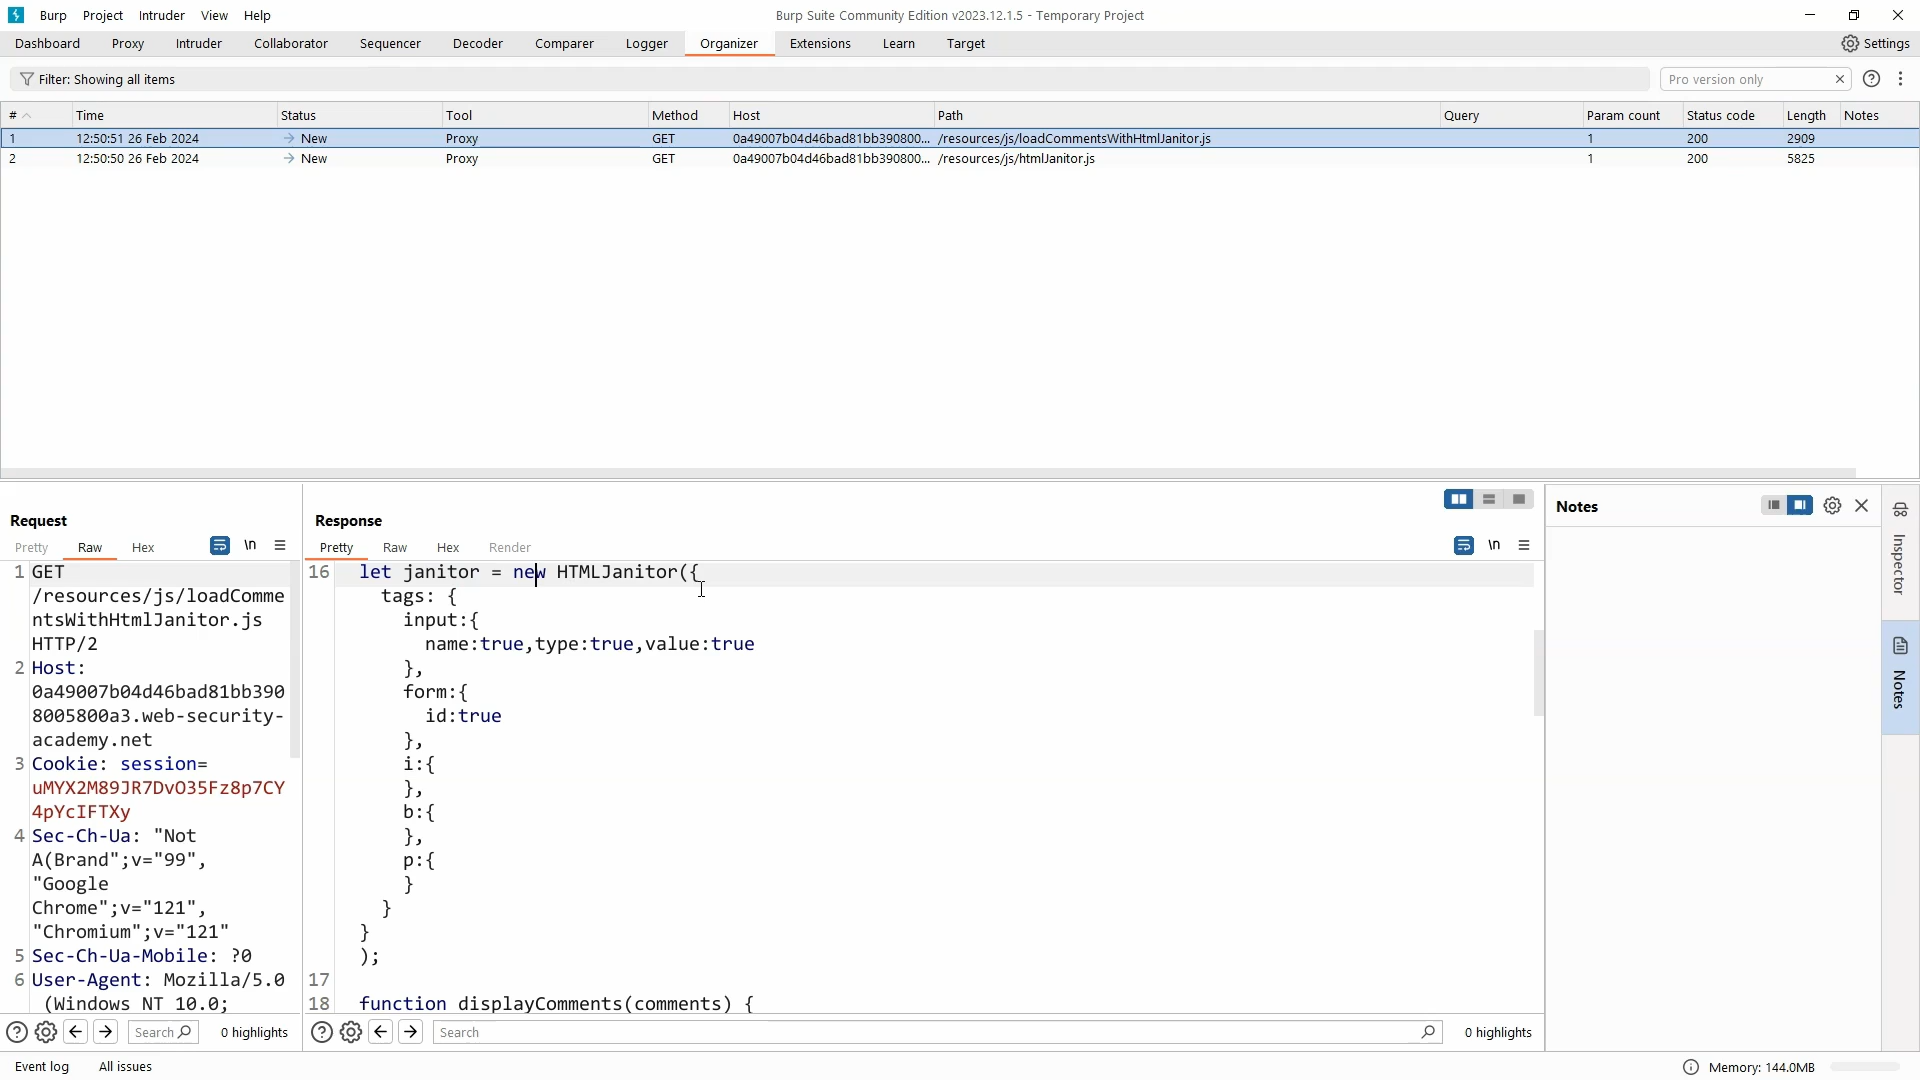 Burp Project Intruder View Help
Burp Suite Community Edition v2023.12.1.5 - Temporary Project
Dashboard Proxy Intruder Collaborator Sequencer Decoder Comparer Logger Organizer Extensions Learn Target
Settings
Filter: Showing all items
Pro version only
# Time Status Tool Method Host Path Query Param count Status code Length Notes
1 12:50:51 26 Feb 2024 New Proxy GET 0a49007b04d46bad81bb390800... /resources/js/loadCommentsWithHtmlJanitor.js 1 200 2909
2 12:50:50 26 Feb 2024 New Proxy GET 0a49007b04d46bad81bb390800... /resources/js/htmlJanitor.js 1 200 5825
Request
Pretty Raw Hex \n
1 GET
/resources/js/loadComme
ntsWithHtmlJanitor.js
HTTP/2
2 Host:
0a49007b04d46bad81bb390
8005800a3.web-security-
academy.net
3 Cookie: session=
uMYX2M89JR7DvO35Fz8p7CY
4pYcIFTXy
4 Sec-Ch-Ua: "Not
A(Brand";v="99",
"Google
Chrome";v="121",
"Chromium";v="121"
5 Sec-Ch-Ua-Mobile: ?0
6 User-Agent: Mozilla/5.0
(Windows NT 10.0;
Search
0 highlights
Response
Pretty Raw Hex Render \n
16 let janitor = new HTMLJanitor({
tags: {
input:{
name:true,type:true,value:true
},
form:{
id:true
},
i:{
},
b:{
},
p:{
}
}
}
);
17
18 function displayComments(comments) {
Search
0 highlights
Notes
Inspector
Notes
Event log All issues
Memory: 144.0MB